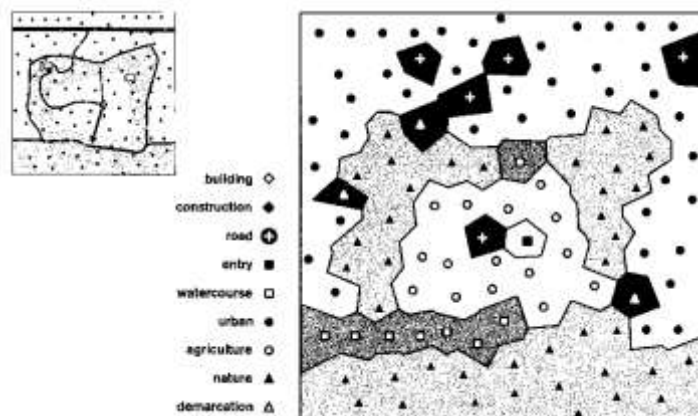 building
construction
road
entry
watercourse
urban
agriculture
nature
demarcation